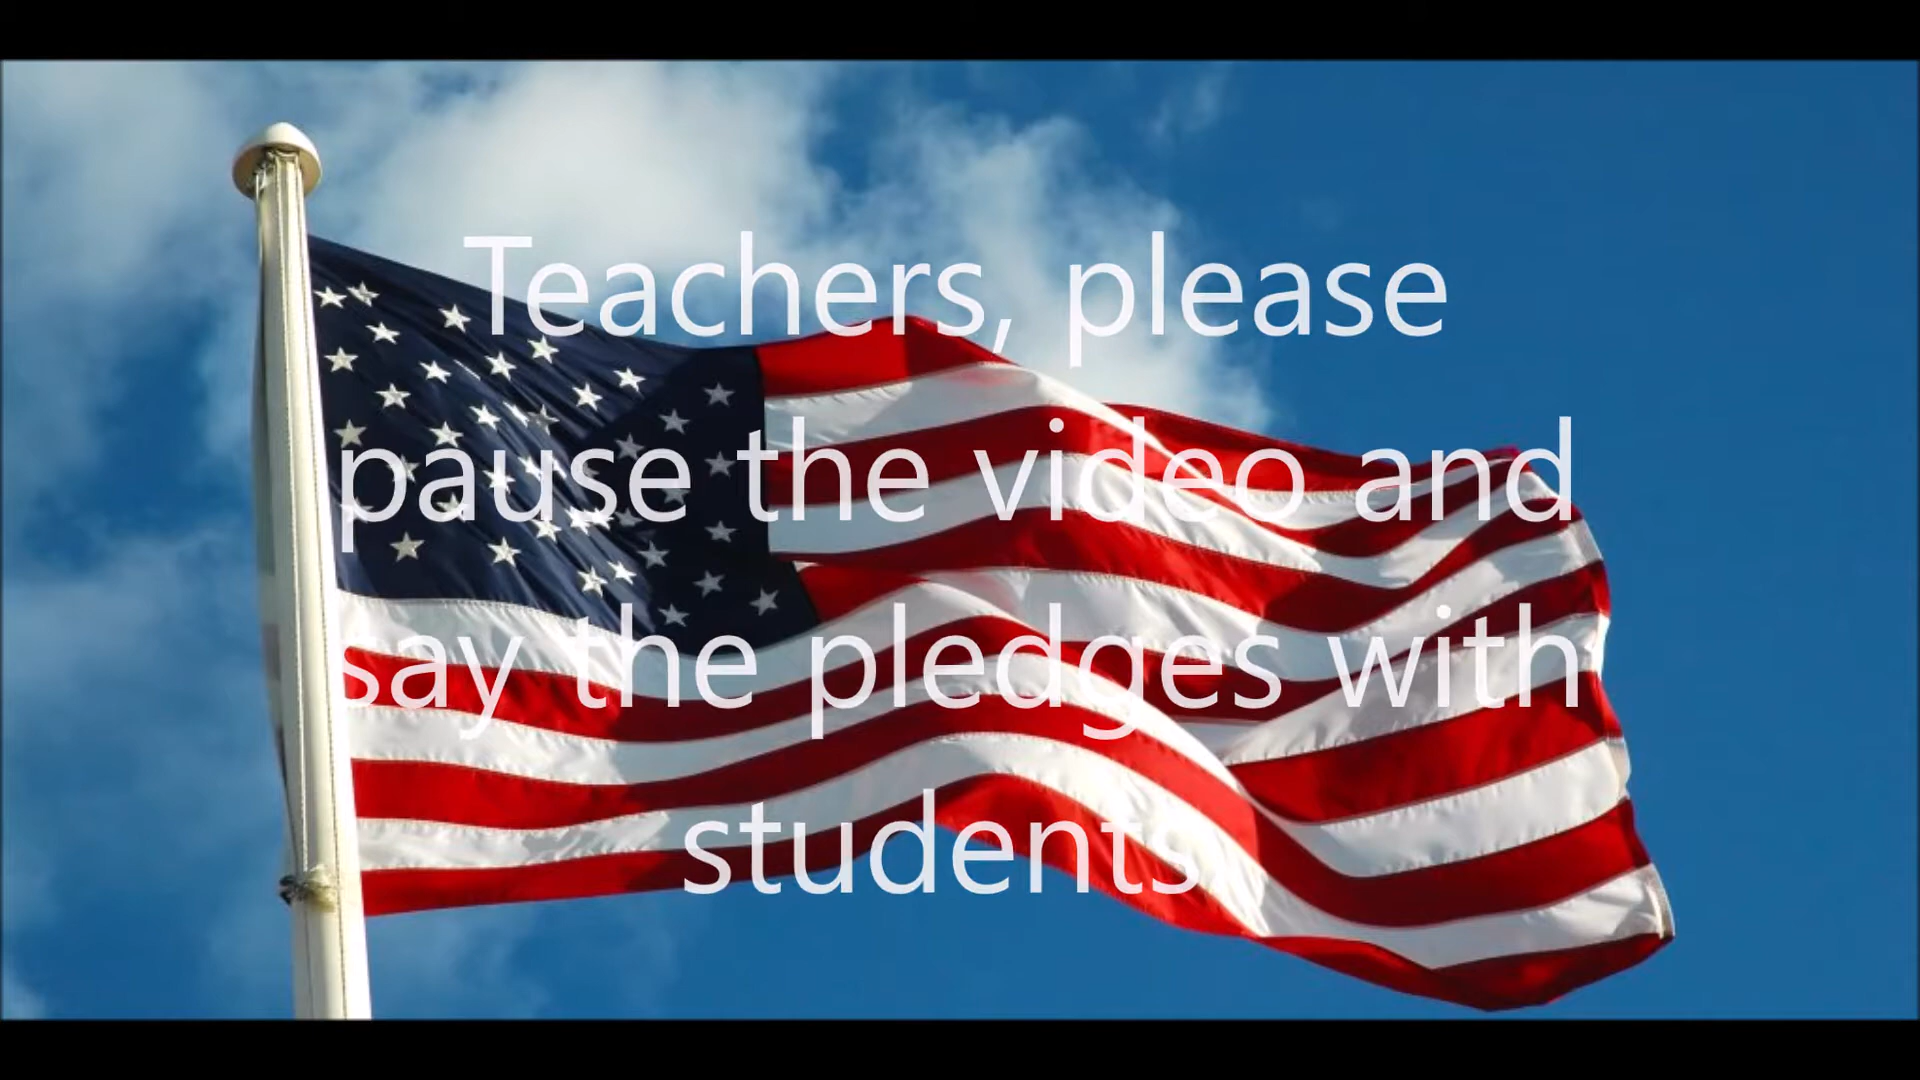 Teachers, please
pause the video and
say the pledges with
students